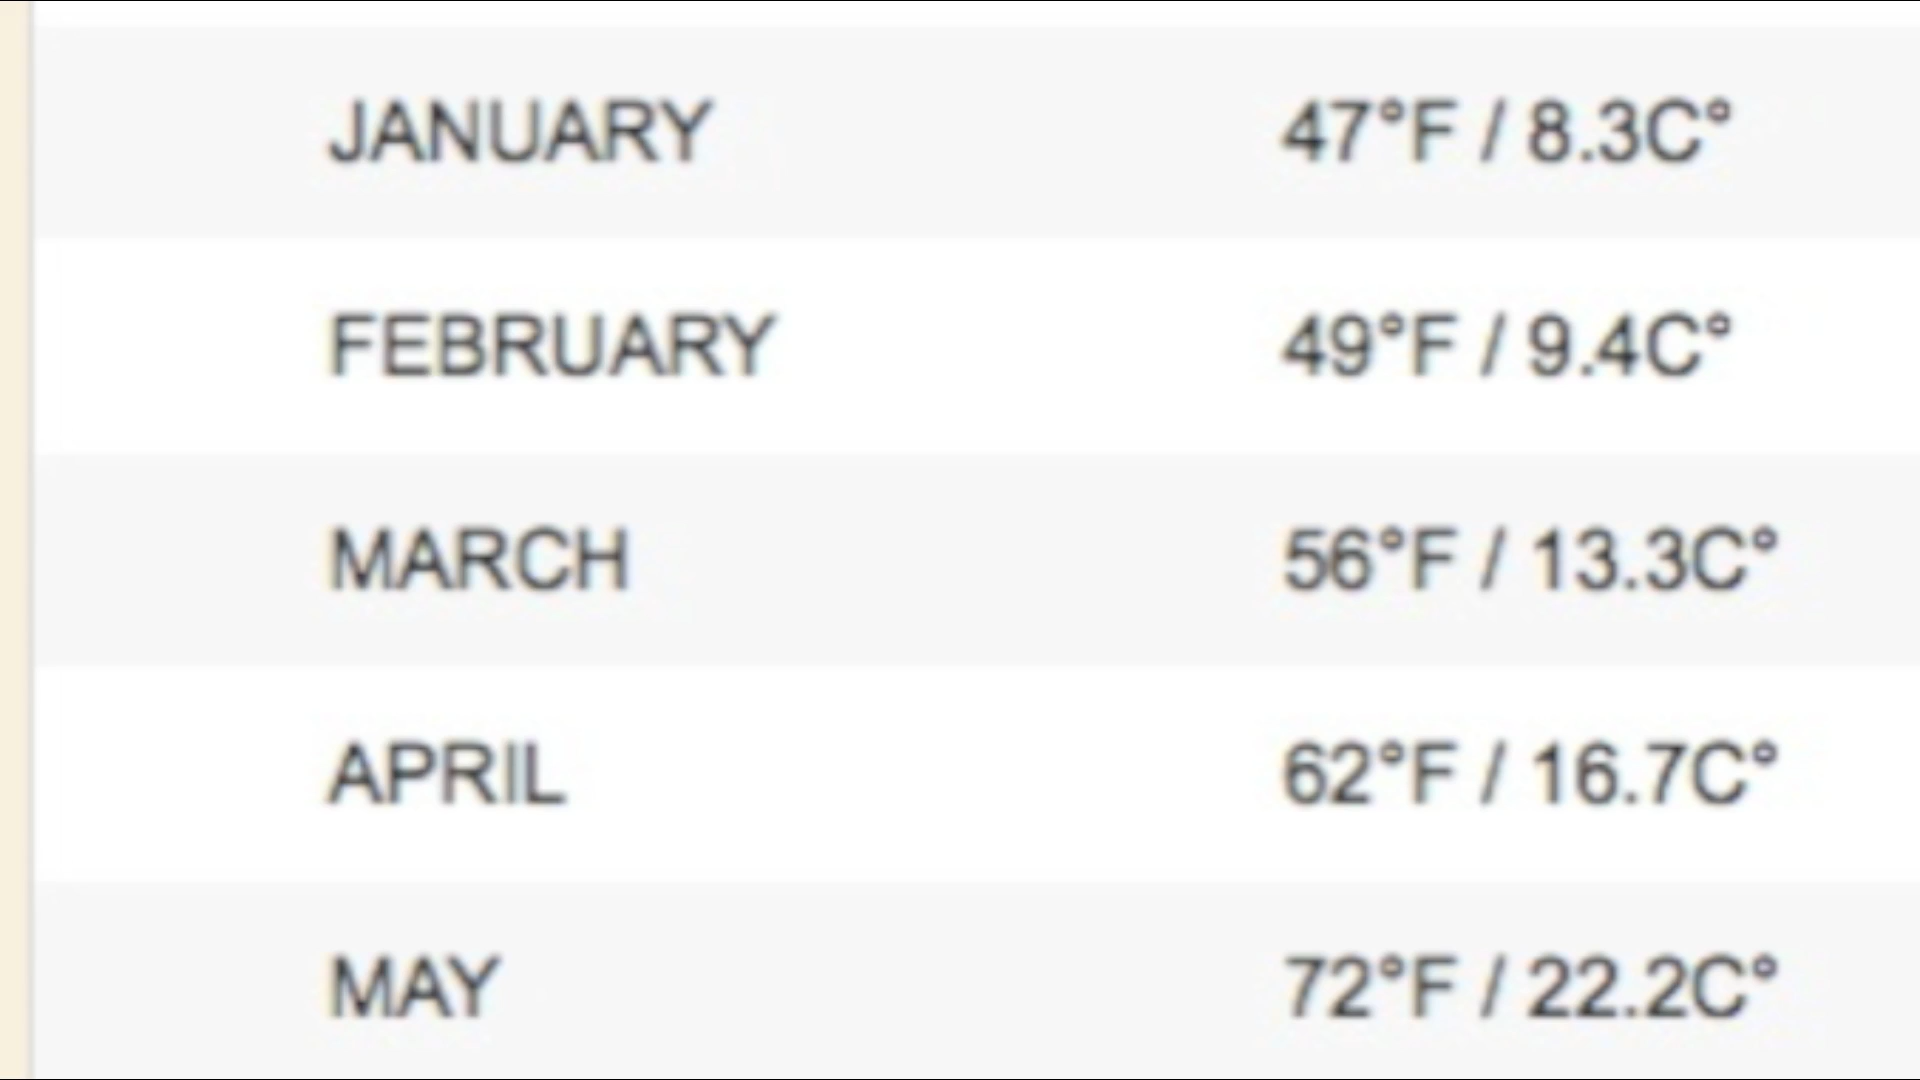 JANUARY 47°F / 8.3C°
FEBRUARY 49°F / 9.4C°
MARCH 56°F / 13.3C°
APRIL 62°F / 16.7C°
MAY 72°F / 22.2C°